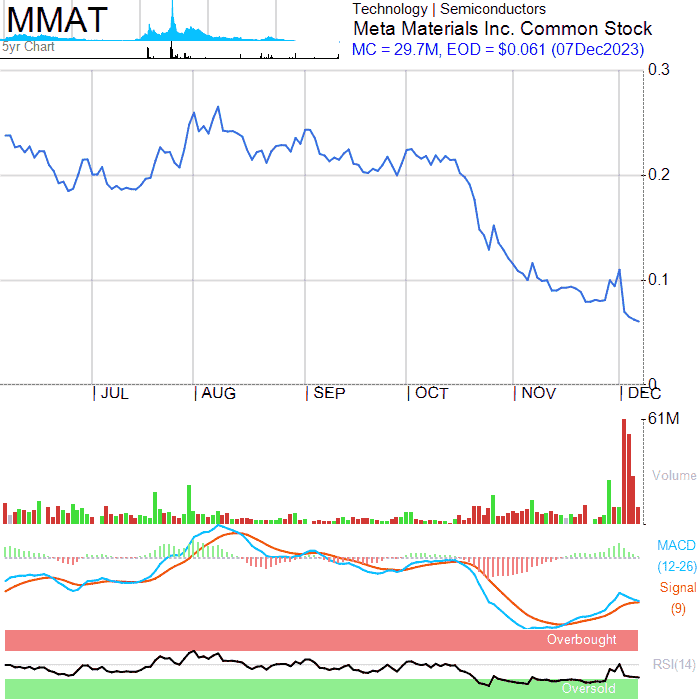 MMAT
5yr Chart
Technology | Semiconductors
Meta Materials Inc. Common Stock
MC = 29.7M, EOD = $0.061 (07Dec2023)
0.3
0.2
0.1
0
JUL
AUG
SEP
OCT
NOV
DEC
61M
Volume
MACD
(12-26)
Signal
(9)
Overbought
RSI(14)
Oversold